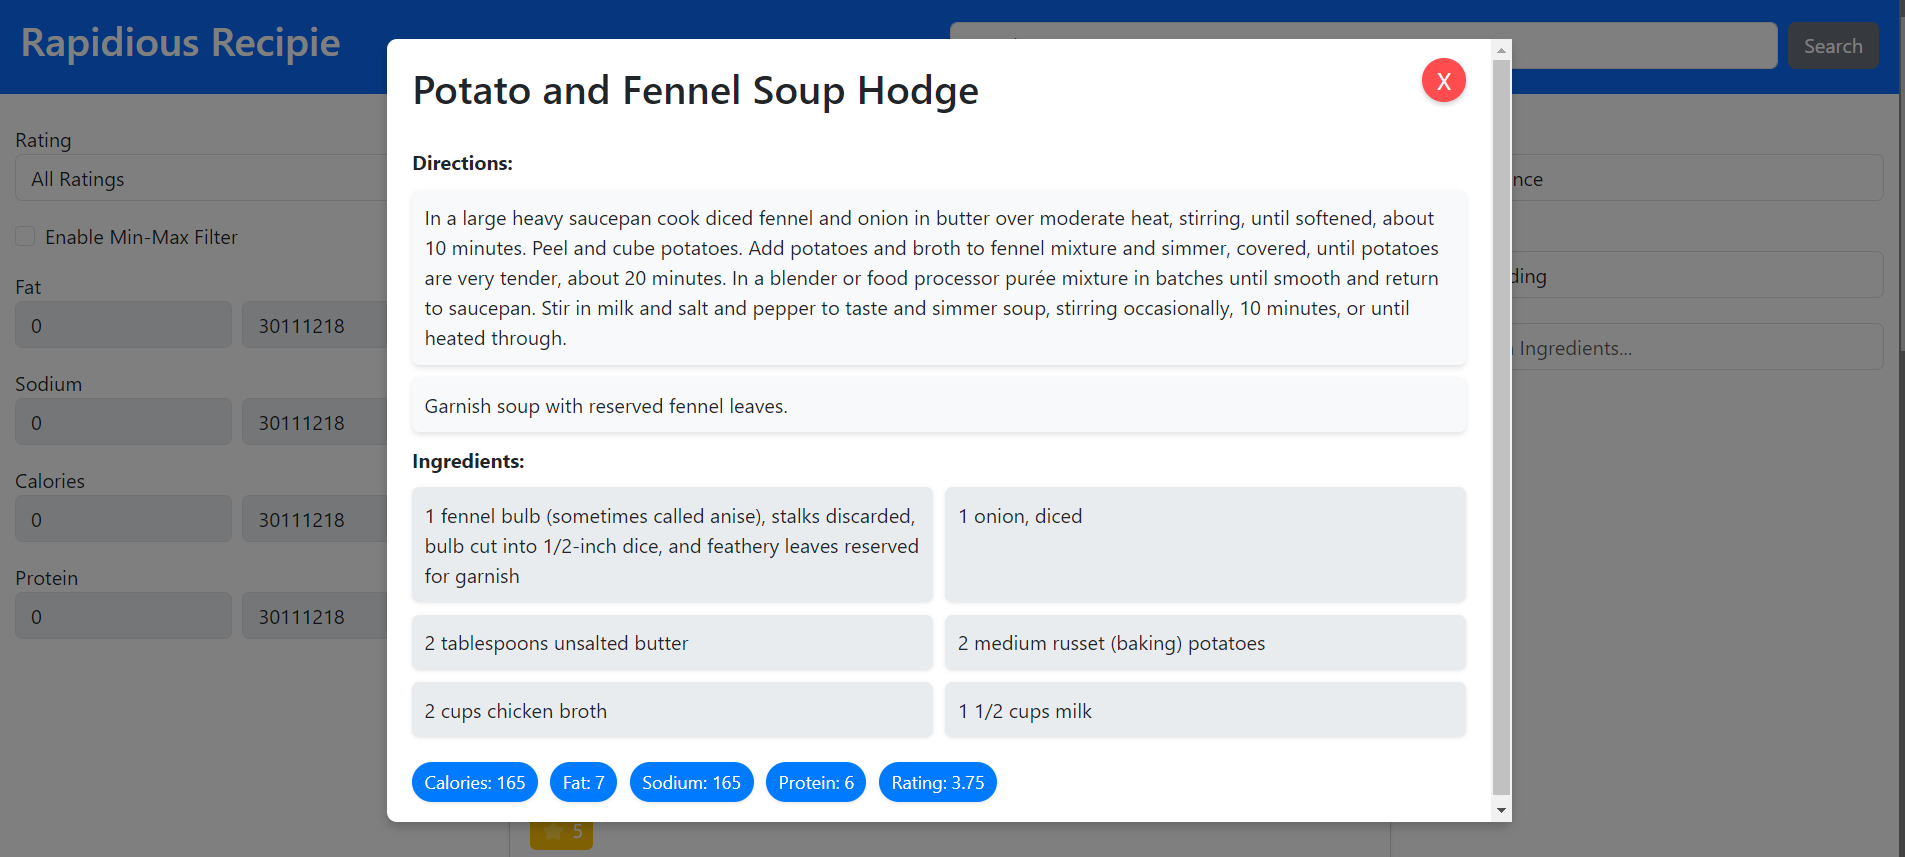 Rapidious Recipie
Search
Rating
All Ratings
Enable Min-Max Filter
Fat
0
30111218
Sodium
0
30111218
Calories
0
30111218
Protein
0
30111218
Potato and Fennel Soup Hodge
X
Directions:
In a large heavy saucepan cook diced fennel and onion in butter over moderate heat, stirring, until softened, about
10 minutes. Peel and cube potatoes. Add potatoes and broth to fennel mixture and simmer, covered, until potatoes
are very tender, about 20 minutes. In a blender or food processor purée mixture in batches until smooth and return
to saucepan. Stir in milk and salt and pepper to taste and simmer soup, stirring occasionally, 10 minutes, or until
heated through.
Garnish soup with reserved fennel leaves.
Ingredients:
1 fennel bulb (sometimes called anise), stalks discarded,
bulb cut into 1/2-inch dice, and feathery leaves reserved
for garnish
1 onion, diced
2 tablespoons unsalted butter
2 medium russet (baking) potatoes
2 cups chicken broth
1 1/2 cups milk
Calories: 165
Fat: 7
Sodium: 165
Protein: 6
Rating: 3.75
Ingredients...
5